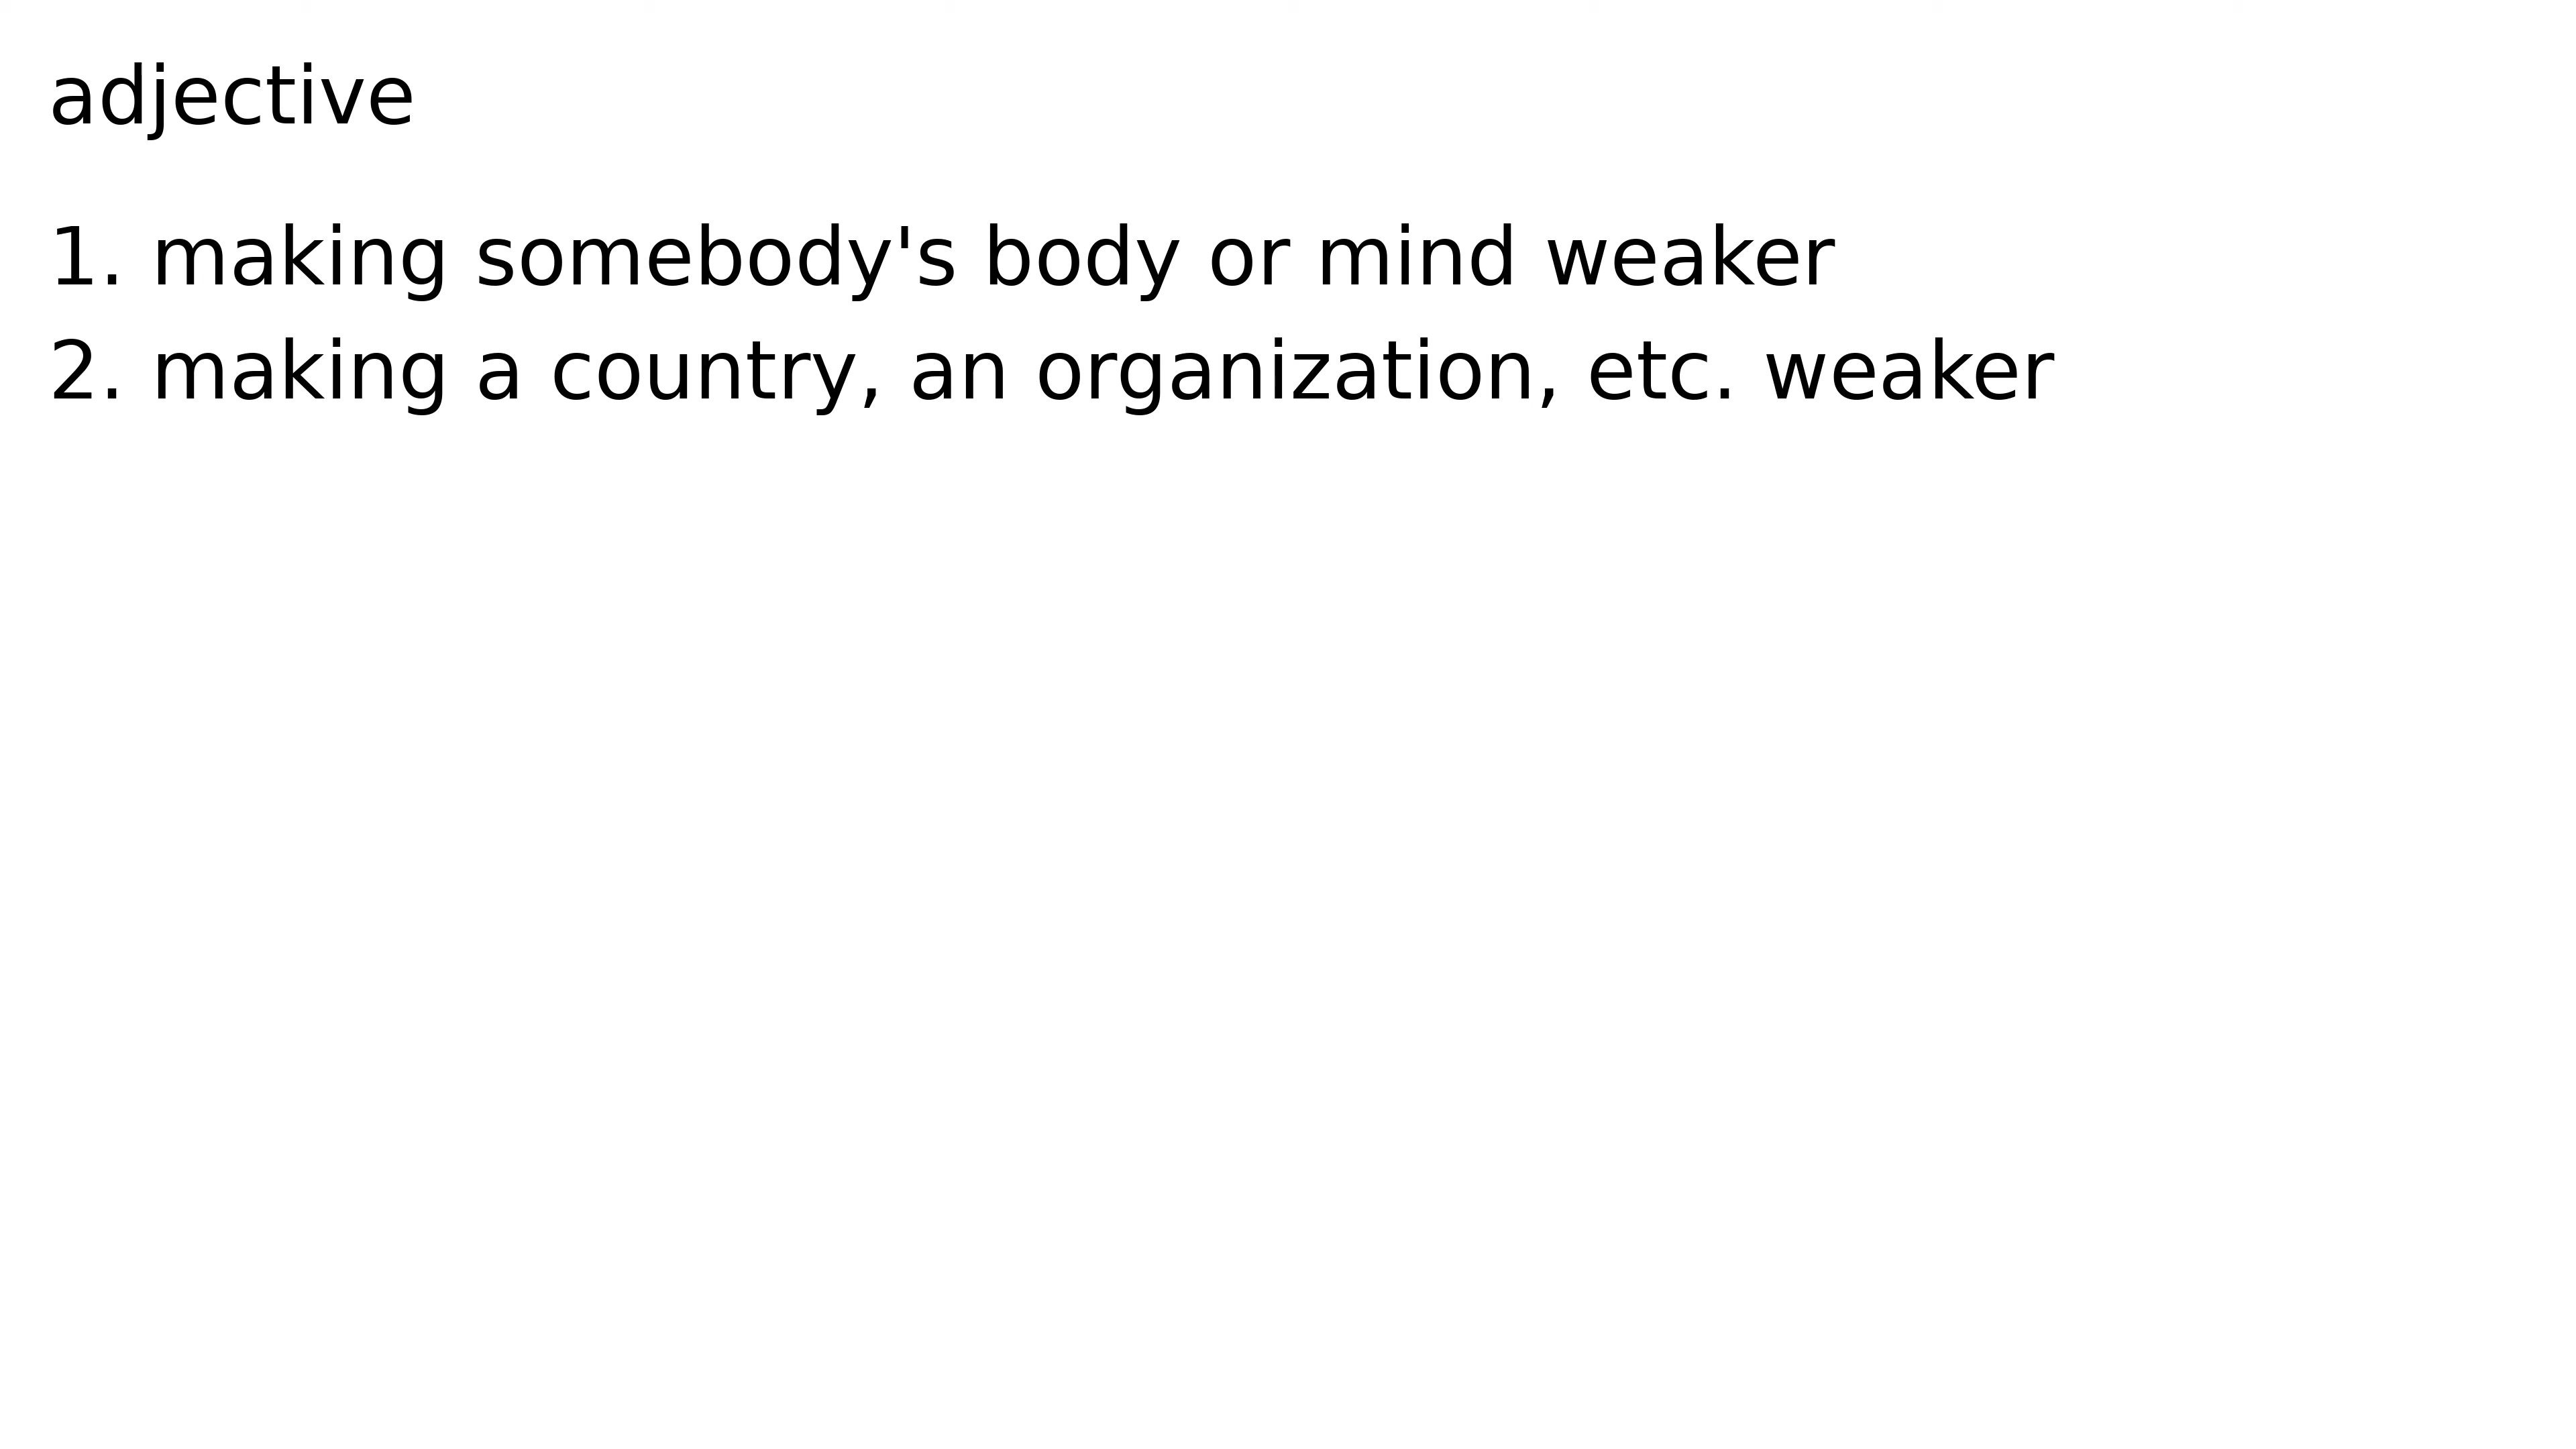 adjective
1. making somebody's body or mind weaker
2. making a country, an organization, etc. weaker